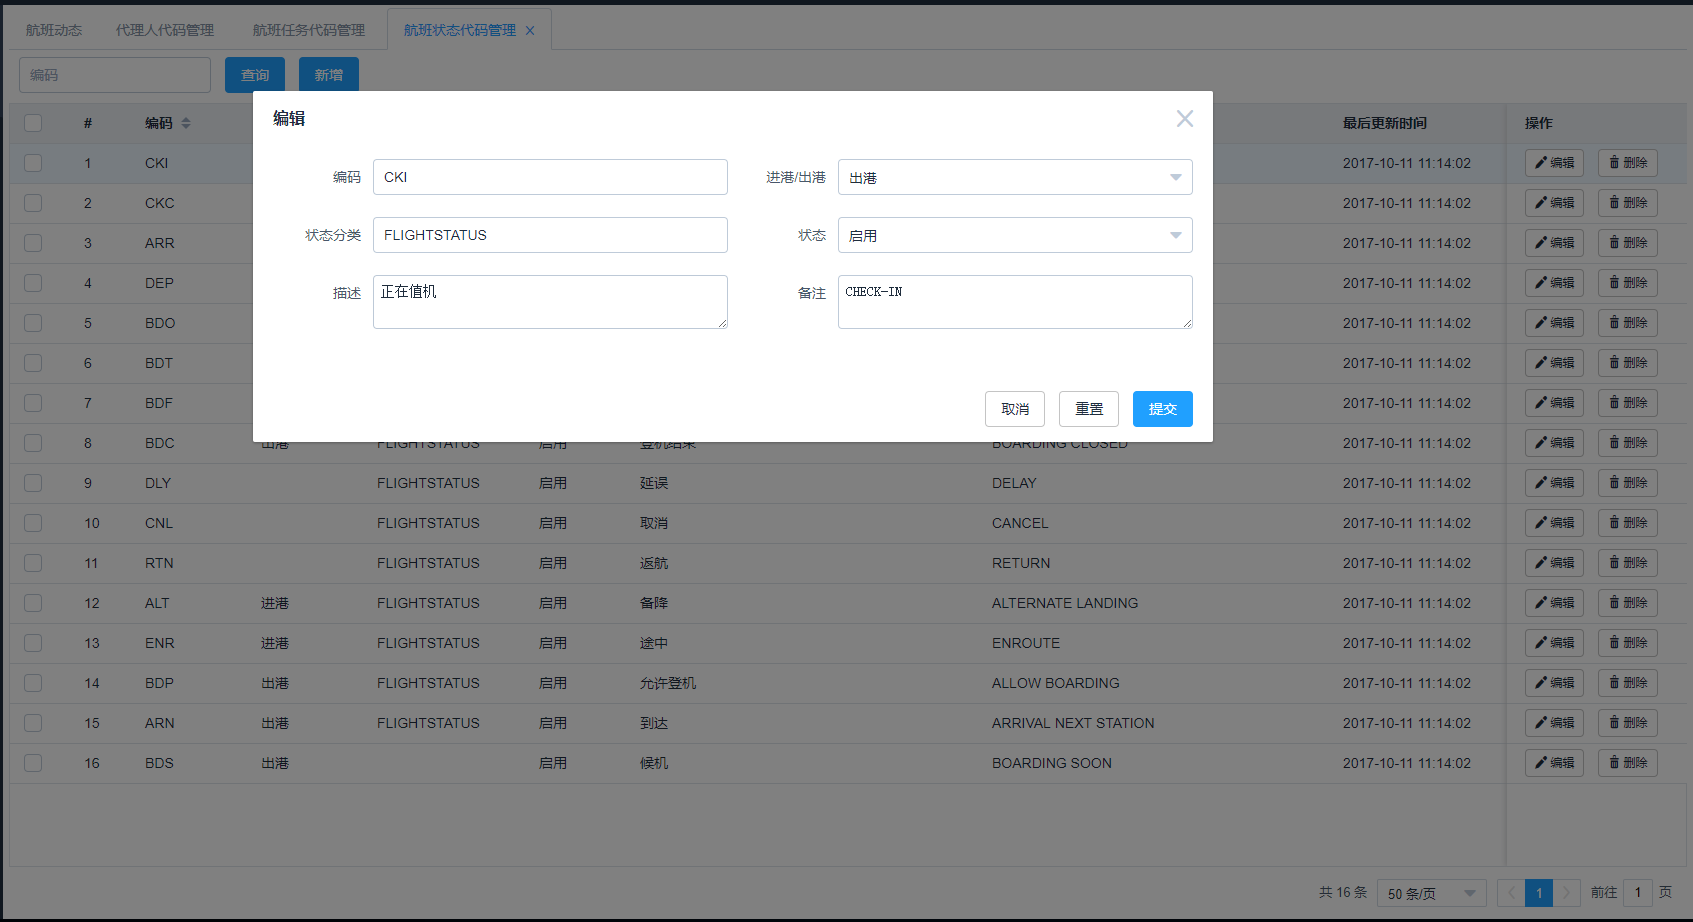 航班动态 代理人代码管理 航班任务代码管理 航班状态代码管理
编码 查询 新增
编辑
# 编码 最后更新时间 操作
1 CKI 2017-10-11 11:14:02 编辑 删除
编码 CKI 进港/出港 出港
2 CKC 2017-10-11 11:14:02 编辑 删除
状态分类 FLIGHTSTATUS 状态 启用
3 ARR 2017-10-11 11:14:02 编辑 删除
4 DEP 2017-10-11 11:14:02 编辑 删除
描述 正在值机 备注 CHECK-IN
5 BDO 2017-10-11 11:14:02 编辑 删除
6 BDT 2017-10-11 11:14:02 编辑 删除
7 BDF 2017-10-11 11:14:02 编辑 删除
取消 重置 提交
8 BDC 出港 FLIGHTSTATUS 启用 登机结束 BOARDING CLOSED 2017-10-11 11:14:02 编辑 删除
9 DLY FLIGHTSTATUS 启用 延误 DELAY 2017-10-11 11:14:02 编辑 删除
10 CNL FLIGHTSTATUS 启用 取消 CANCEL 2017-10-11 11:14:02 编辑 删除
11 RTN FLIGHTSTATUS 启用 返航 RETURN 2017-10-11 11:14:02 编辑 删除
12 ALT 进港 FLIGHTSTATUS 启用 备降 ALTERNATE LANDING 2017-10-11 11:14:02 编辑 删除
13 ENR 进港 FLIGHTSTATUS 启用 途中 ENROUTE 2017-10-11 11:14:02 编辑 删除
14 BDP 出港 FLIGHTSTATUS 启用 允许登机 ALLOW BOARDING 2017-10-11 11:14:02 编辑 删除
15 ARN 出港 FLIGHTSTATUS 启用 到达 ARRIVAL NEXT STATION 2017-10-11 11:14:02 编辑 删除
16 BDS 出港 启用 候机 BOARDING SOON 2017-10-11 11:14:02 编辑 删除
共 16 条 50 条/页 1 前往 1 页